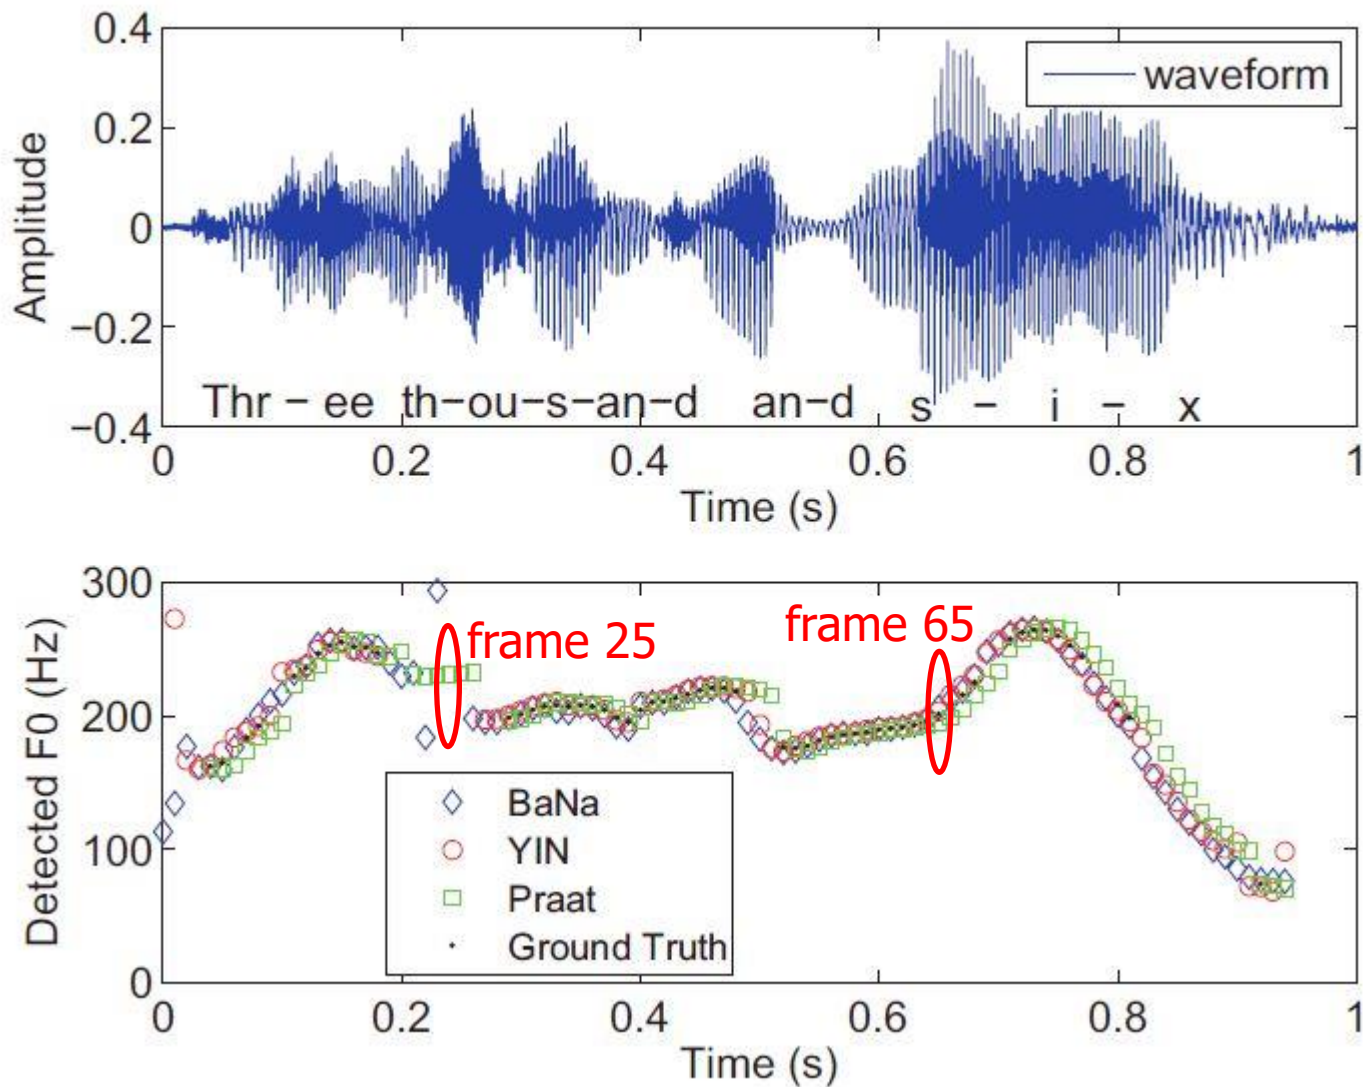 0.4
0.2
0
−0.2
−0.4
Amplitude
waveform
Thr − ee th−ou−s−an−d an−d s − i − x
0 0.2 0.4 0.6 0.8 1
Time (s)
300
200
100
0
Detected F0 (Hz)
frame 25
frame 65
BaNa
YIN
Praat
Ground Truth
0 0.2 0.4 0.6 0.8 1
Time (s)